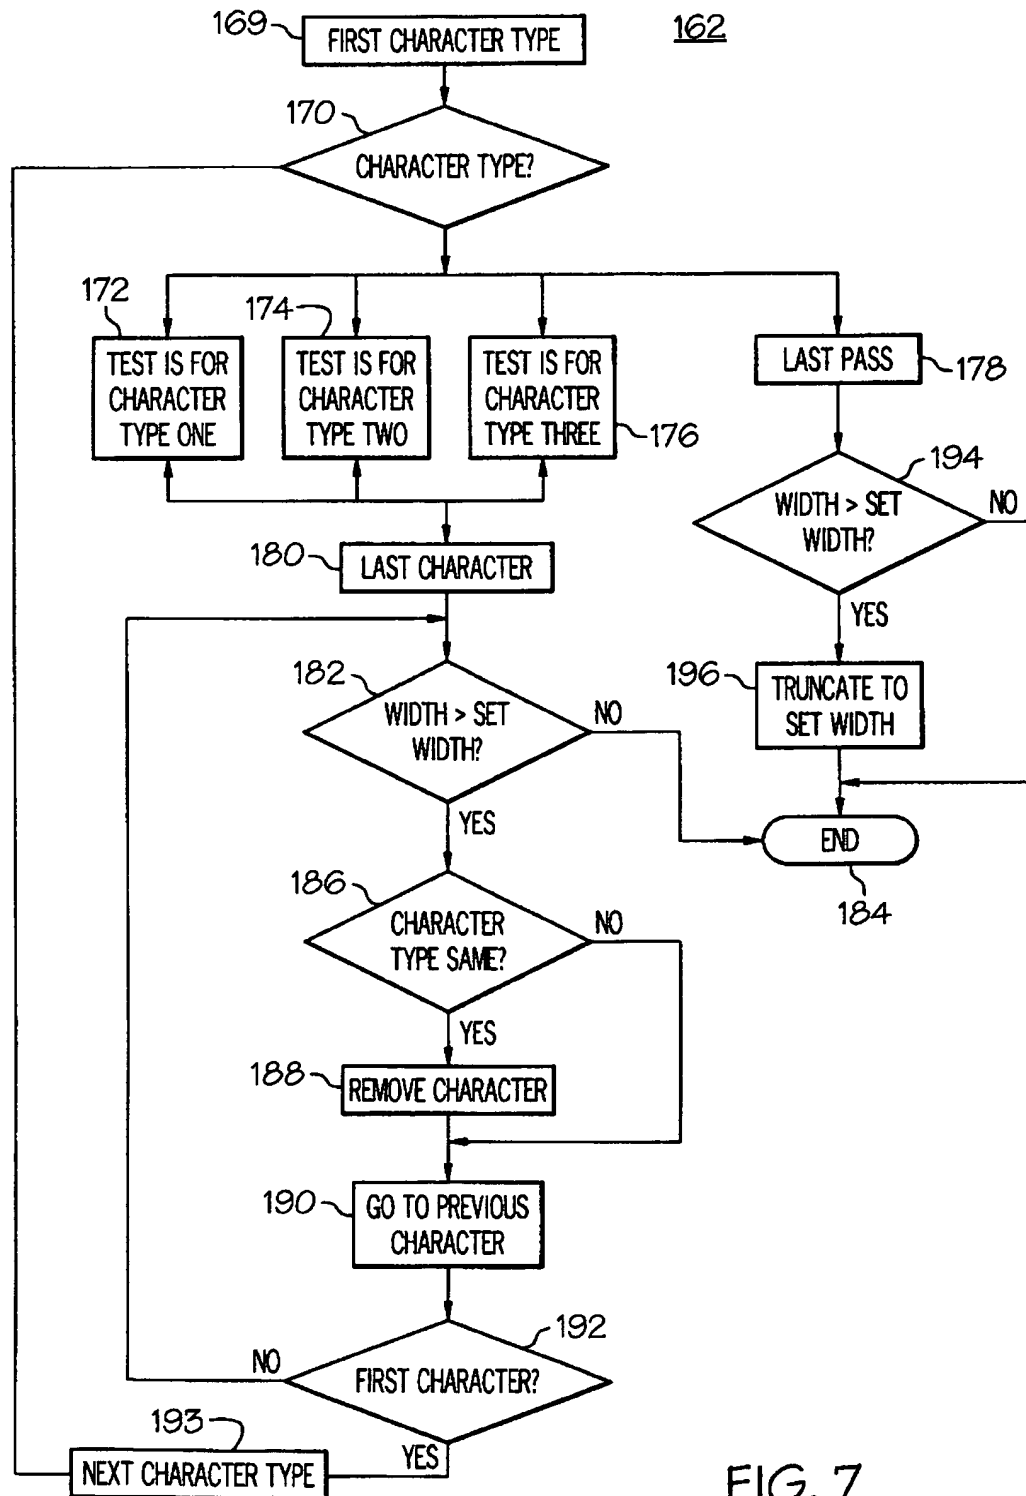 169
FIRST CHARACTER TYPE
162
170
CHARACTER TYPE?
172
TEST IS FOR
CHARACTER
TYPE ONE
174
TEST IS FOR
CHARACTER
TYPE TWO
TEST IS FOR
CHARACTER
TYPE THREE
176
LAST PASS
178
194
WIDTH > SET
WIDTH?
NO
YES
196
TRUNCATE TO
SET WIDTH
END
184
180
LAST CHARACTER
182
WIDTH > SET
WIDTH?
NO
YES
186
CHARACTER
TYPE SAME?
NO
YES
188
REMOVE CHARACTER
190
GO TO PREVIOUS
CHARACTER
192
FIRST CHARACTER?
NO
YES
193
NEXT CHARACTER TYPE
FIG. 7